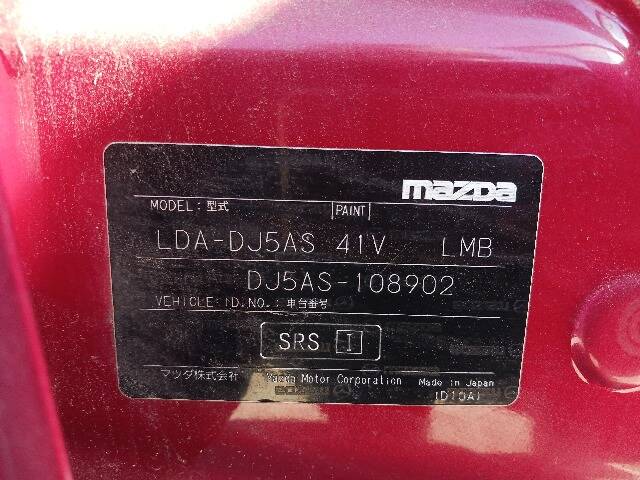 mazda
MODEL:型式 PAINT
LDA-DJ5AS 41V LMB
DJ5AS-108902
VEHICLE:ID.NO.:車台番号
SRS I
マツダ株式会社 Mazda Motor Corporation Made in Japan
(D10A)